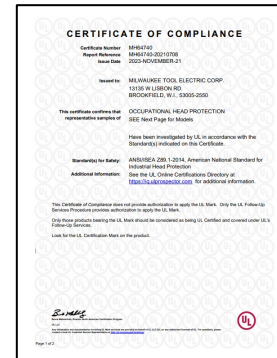 CERTIFICATE OF COMPLIANCE
Certificate Number MH64740
Report Reference MH64740-20210708
Issue Date 2023-NOVEMBER-21
Issued to: MILWAUKEE TOOL ELECTRIC CORP.
13135 W LISBON RD
BROOKFIELD, W.I., 53005-2550
This certificate confirms that OCCUPATIONAL HEAD PROTECTION
representative samples of SEE Next Page for Models
Have been investigated by UL in accordance with the
Standard(s) indicated on this Certificate.
Standard(s) for Safety: ANSI/ISEA Z89.1-2014, American National Standard for
Industrial Head Protection
Additional Information: See the UL Online Certifications Directory at
https://iq.ulprospector.com for additional information.
This Certificate of Compliance does not provide authorization to apply the UL Mark. Only the UL Follow-Up
Services Procedure provides authorization to apply the UL Mark.
Only those products bearing the UL Mark should be considered as being UL Certified and covered under UL's
Follow-Up Services.
Look for the UL Certification Mark on the product.
UL
Page 1 of 2